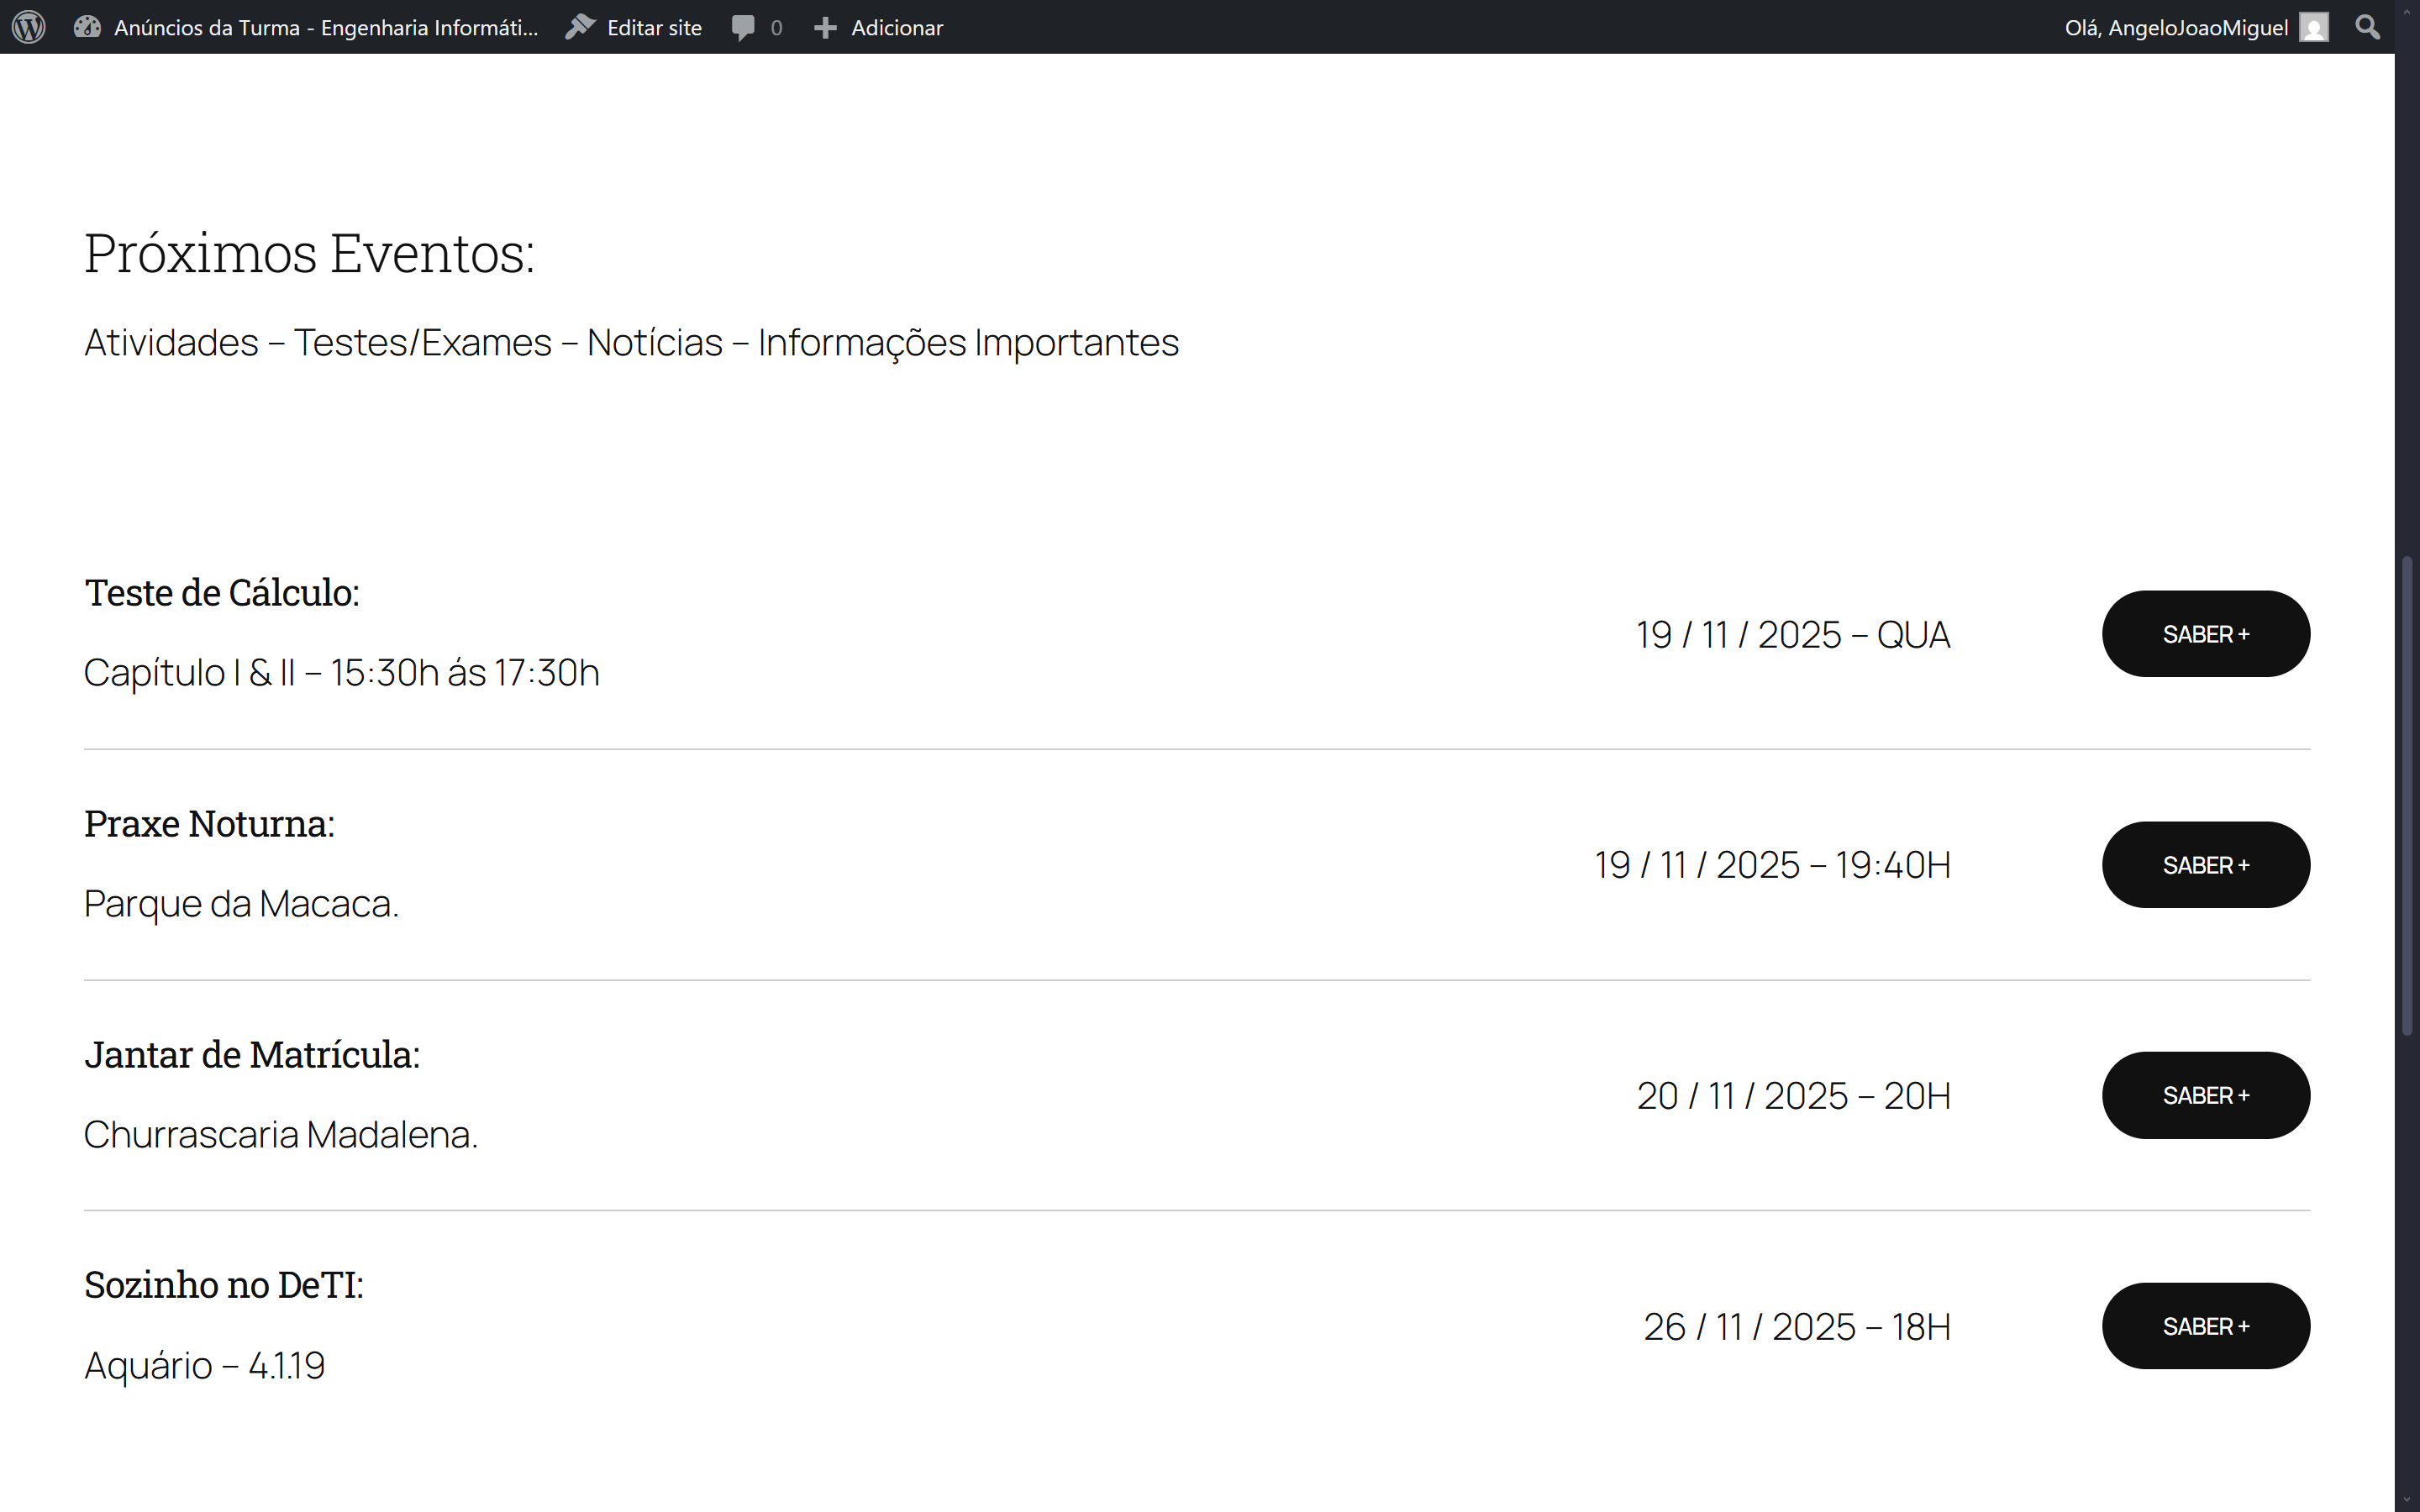 Anúncios da Turma - Engenharia Informáti... Editar site 0 Adicionar Olá, AngeloJoaoMiguel
Próximos Eventos:
Atividades – Testes/Exames – Notícias – Informações Importantes
Teste de Cálculo:
Capítulo I & II – 15:30h ás 17:30h
19 / 11 / 2025 – QUA
SABER +
Praxe Noturna:
Parque da Macaca.
19 / 11 / 2025 – 19:40H
SABER +
Jantar de Matrícula:
Churrascaria Madalena.
20 / 11 / 2025 – 20H
SABER +
Sozinho no DeTI:
Aquário – 4.1.19
26 / 11 / 2025 – 18H
SABER +